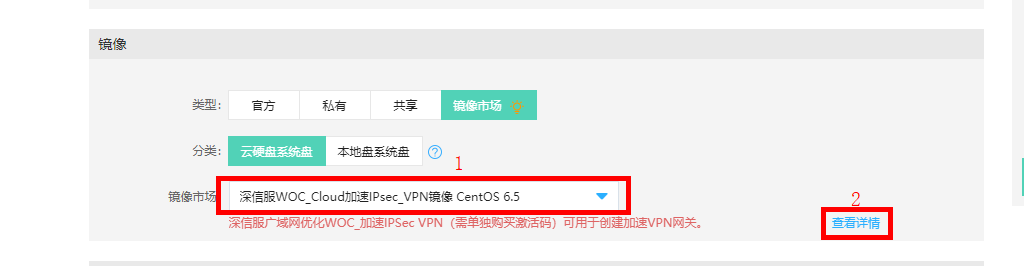 镜像
类型: 官方 私有 共享 镜像市场
分类: 云硬盘系统盘 本地盘系统盘 ?
1
镜像市场 深信服WOC_Cloud加速IPsec_VPN镜像 CentOS 6.5
2
深信服广域网优化WOC_加速IPSec VPN（需单独购买激活码）可用于创建加速VPN网关。 查看详情